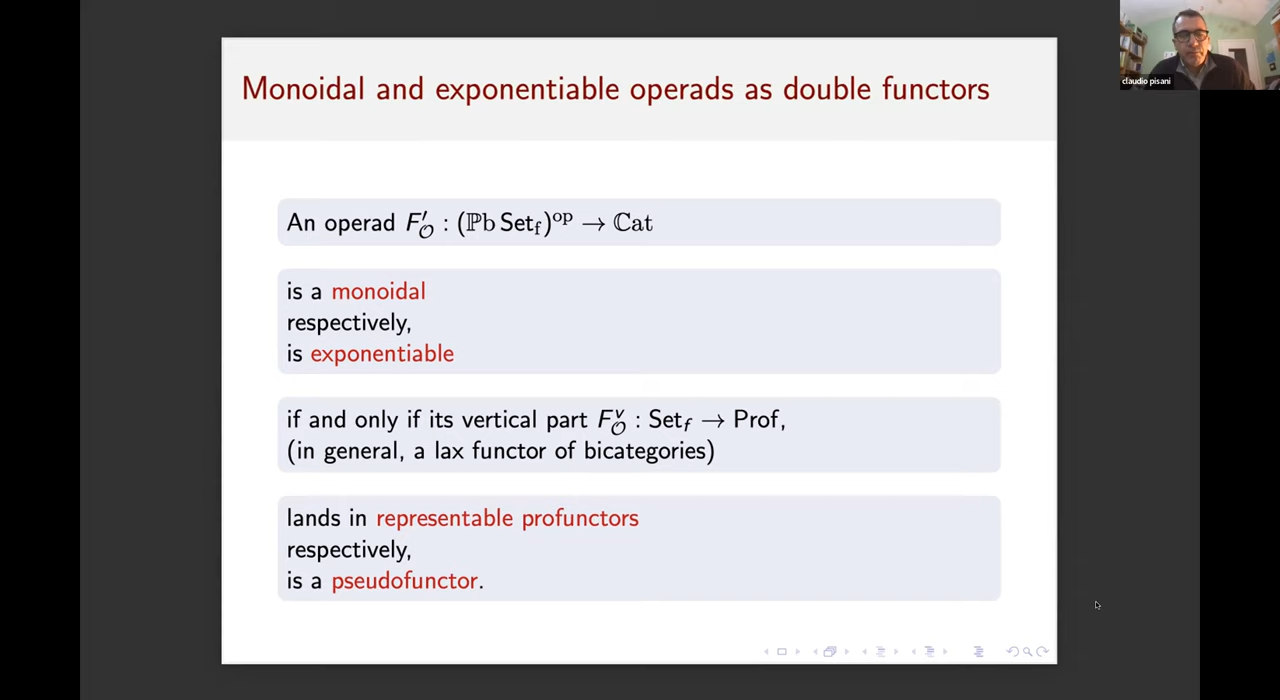 Monoidal and exponentiable operads as double functors
An operad F′_𝒪 : (ℙb Set_f)^op → ℂat
is a monoidal
respectively,
is exponentiable
if and only if its vertical part F^v_𝒪 : Set_f → Prof,
(in general, a lax functor of bicategories)
lands in representable profunctors
respectively,
is a pseudofunctor.
claudio pisani